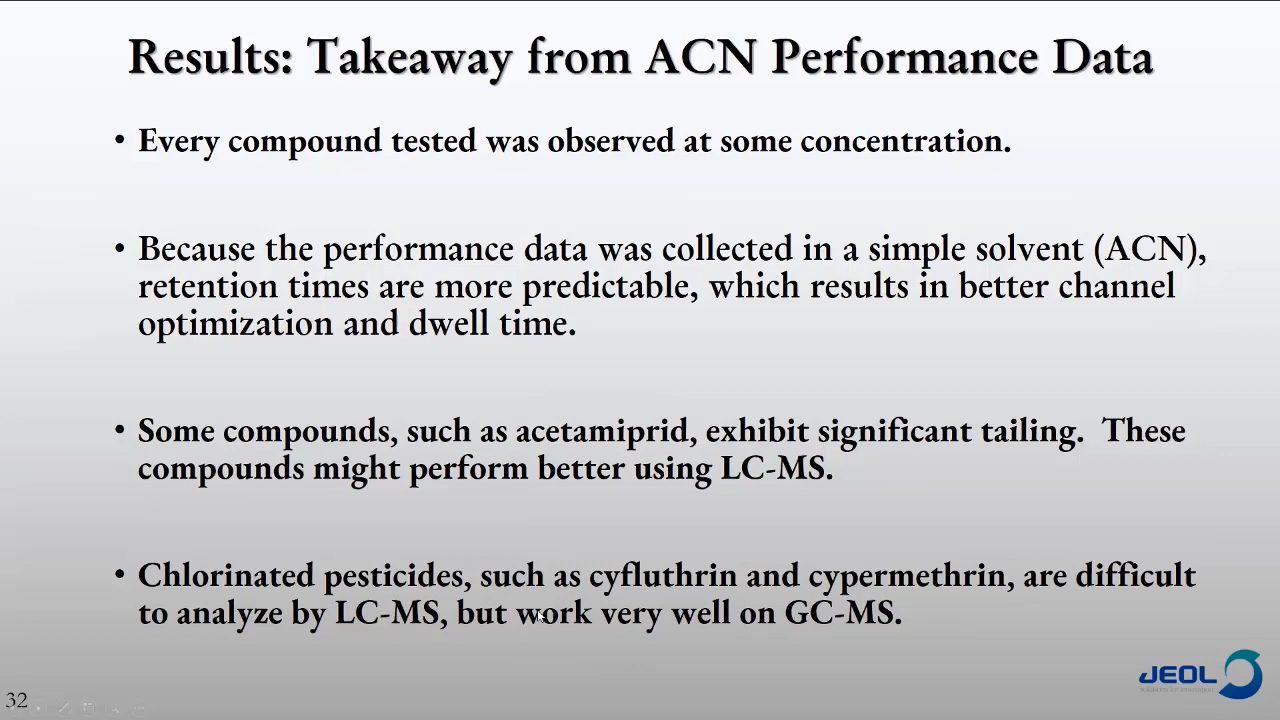 Results: Takeaway from ACN Performance Data
• Every compound tested was observed at some concentration.
• Because the performance data was collected in a simple solvent (ACN),
retention times are more predictable, which results in better channel
optimization and dwell time.
• Some compounds, such as acetamiprid, exhibit significant tailing. These
compounds might perform better using LC-MS.
• Chlorinated pesticides, such as cyfluthrin and cypermethrin, are difficult
to analyze by LC-MS, but work very well on GC-MS.
JEOL
32